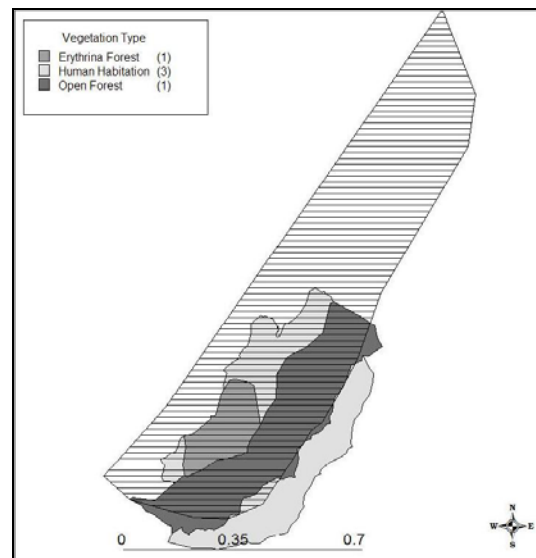 Vegetation Type
Erythrina Forest (1)
Human Habitation (3)
Open Forest (1)
N
W E
S
0 0.35 0.7